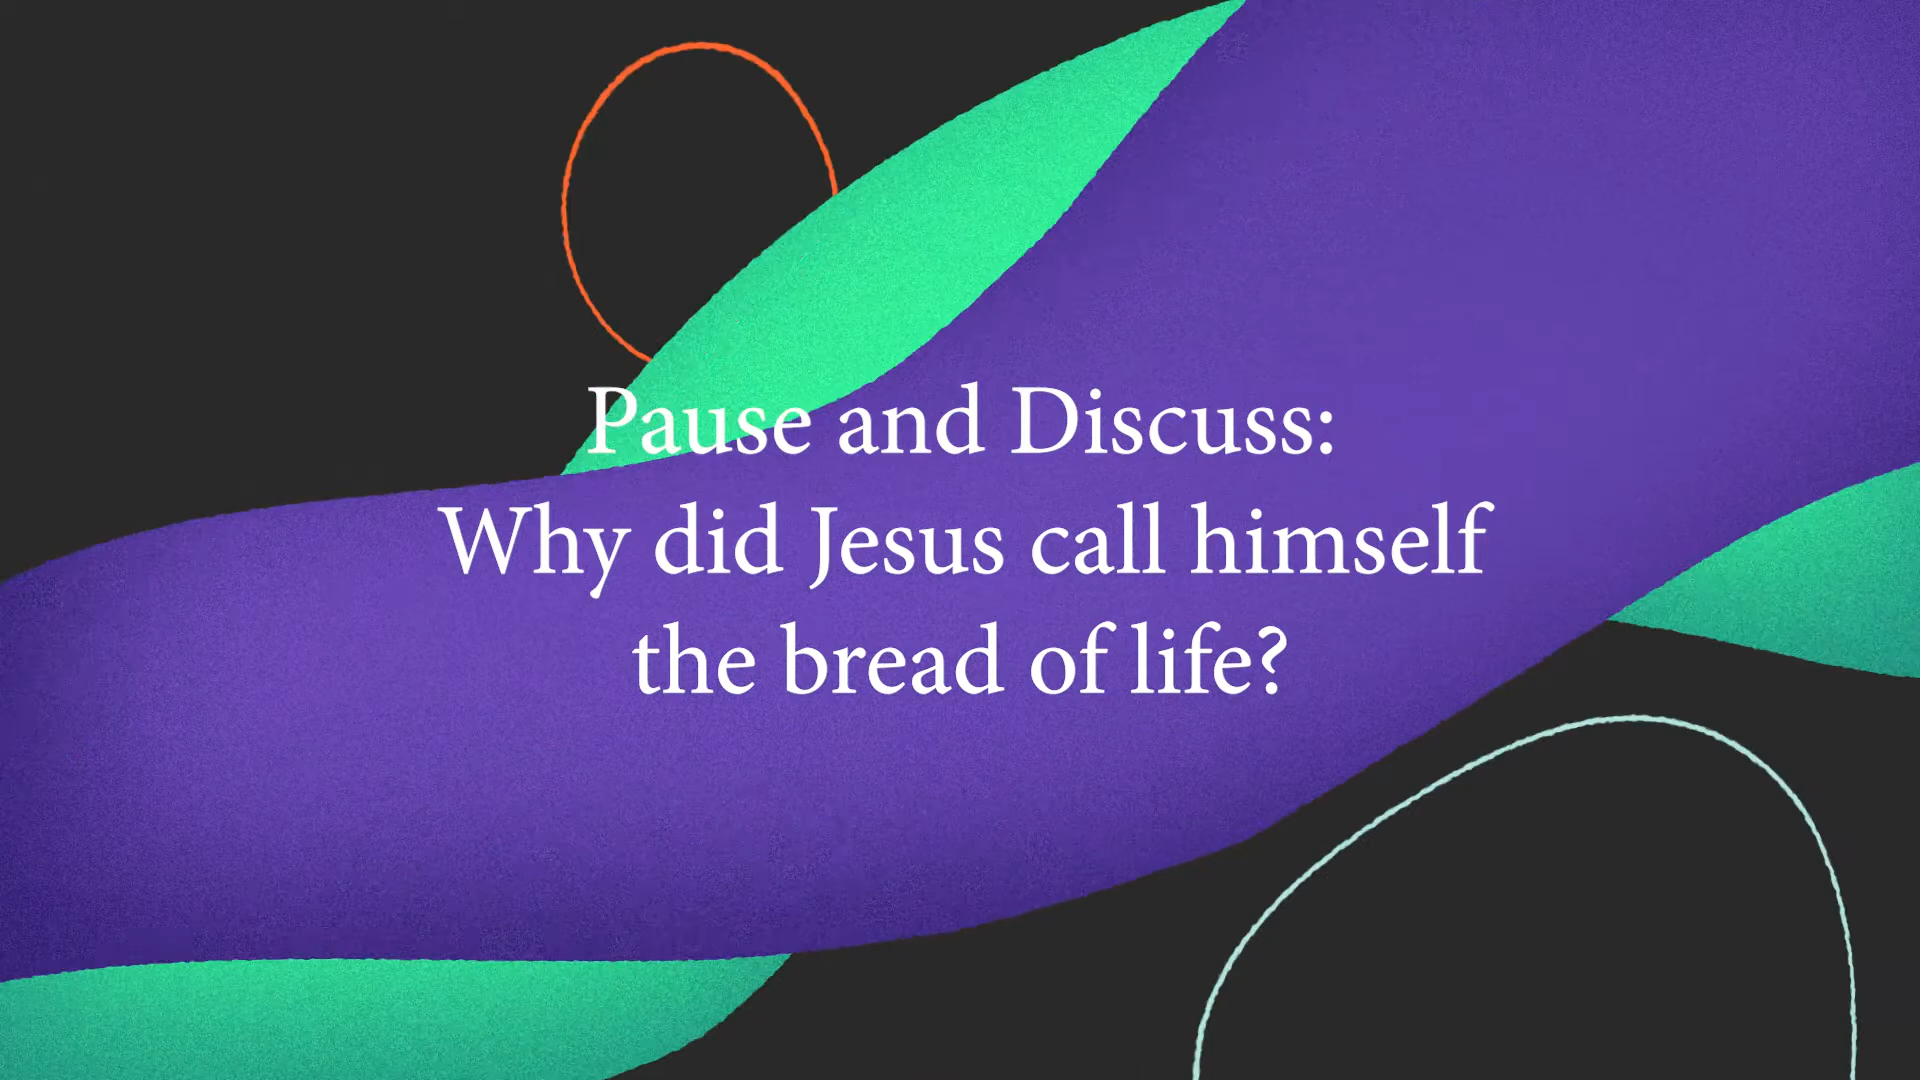 Pause and Discuss:
Why did Jesus call himself
the bread of life?